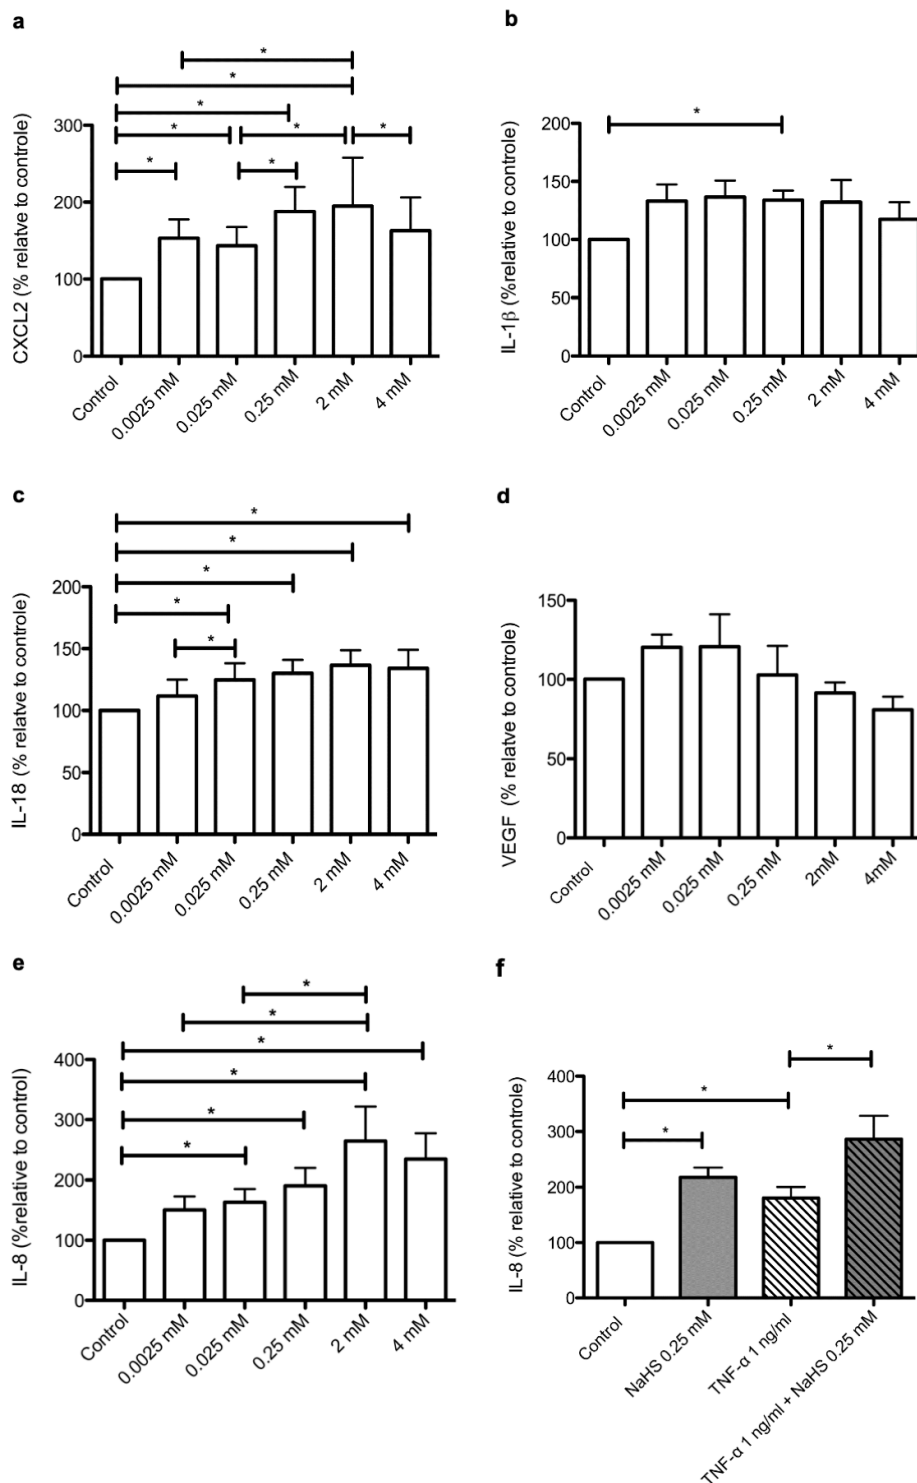 a
CXCL2 (% relative to controle)
300
200
100
0
* * * * * * * *
Control
0.0025 mM
0.025 mM
0.25 mM
2 mM
4 mM
b
IL-1β (%relative to controle)
200
150
100
50
0
*
Control
0.0025 mM
0.025 mM
0.25 mM
2 mM
4 mM
c
IL-18 (% relatve to controle)
200
150
100
50
0
* * * * *
Control
0.0025 mM
0.025 mM
0.25 mM
2 mM
4 mM
d
VEGF (% relatve to controle)
150
100
50
0
Control
0.0025 mM
0.025 mM
0.25 mM
2mM
4mM
e
IL-8 (%relative to control)
400
300
200
100
0
* * * * * *
Control
0.0025 mM
0.025 mM
0.25 mM
2 mM
4 mM
f
IL-8 (% relative to controle)
400
300
200
100
0
* * *
Control
NaHS 0.25 mM
TNF-α 1 ng/ml
TNF-α 1 ng/ml + NaHS 0.25 mM